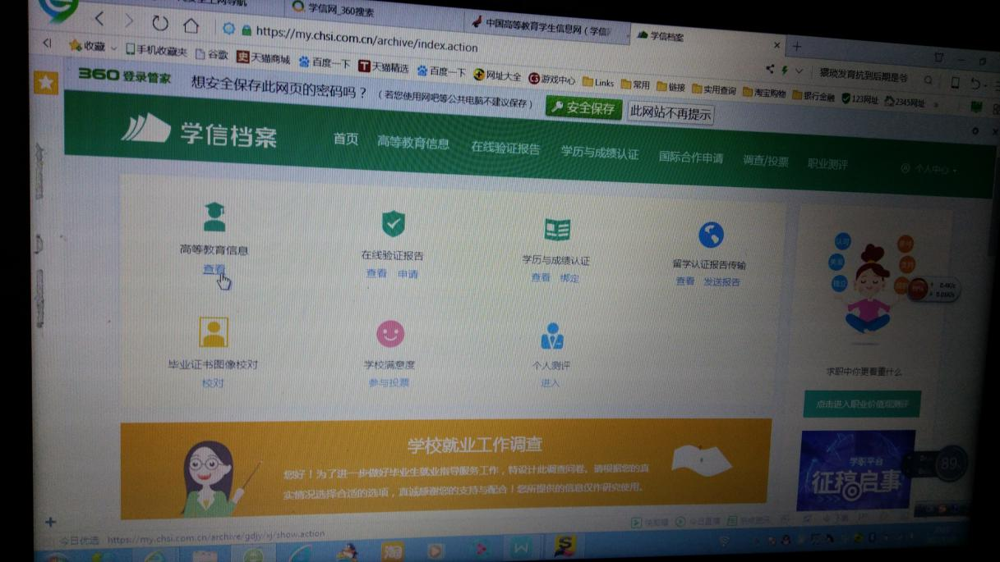 学信网_360搜索
中国高等教育学生信息网（学信
学信档案
https://my.chsi.com.cn/archive/index.action
收藏 手机收藏夹 谷歌 天猫商城 百度一下 天猫精选 百度一下 网址大全 游戏中心 Links 常用 链接 实用查询 淘宝购物 银行金融 123网址 2345网址 »
猥琐发育抗到后期是爷
360登录管家 想安全保存此网页的密码吗？（若您使用网吧等公共电脑不建议保存） 安全保存 此网站不再提示
学信档案 首页 高等教育信息 在线验证报告 学历与成绩认证 国际合作申请 调查/投票 职业测评 个人中心
高等教育信息 在线验证报告 学历与成绩认证 留学认证报告传输
查看 查看 申请 查看 绑定 查看 发送报告
毕业证书图像校对 学校满意度 个人测评
校对 参与投票 进入
求职中你更看重什么
点击进入职业价值观测评
学校就业工作调查
您好！为了进一步做好毕业生就业指导服务工作，特设计此调查问卷。请根据您的真
实情况选择合适的选项，真诚感谢您的支持与配合！您所提供的信息仅作研究使用。
学职平台
征稿启事
89
今日优选 https://my.chsi.com.cn/archive/gdjy/xj/show.action
今日直播